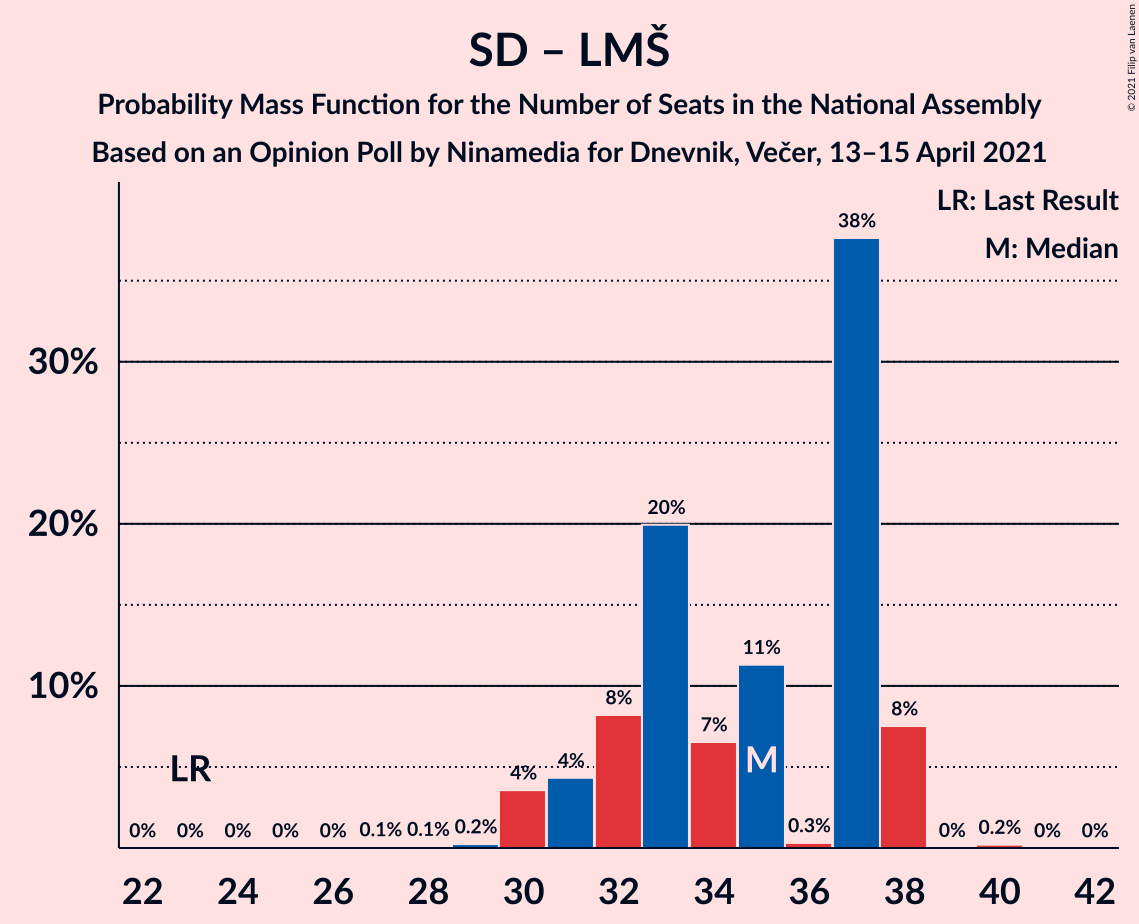 SD – LMŠ
Probability Mass Function for the Number of Seats in the National Assembly
Based on an Opinion Poll by Ninamedia for Dnevnik, Večer, 13–15 April 2021
© 2021 Filip van Laenen
LR: Last Result
M: Median
38%
30%
20%
20%
11%
10%
8%
8%
7%
M
LR
4%
4%
0% 0% 0% 0% 0% 0.1% 0.1% 0.2% 0.3% 0% 0.2% 0% 0%
22 24 26 28 30 32 34 36 38 40 42